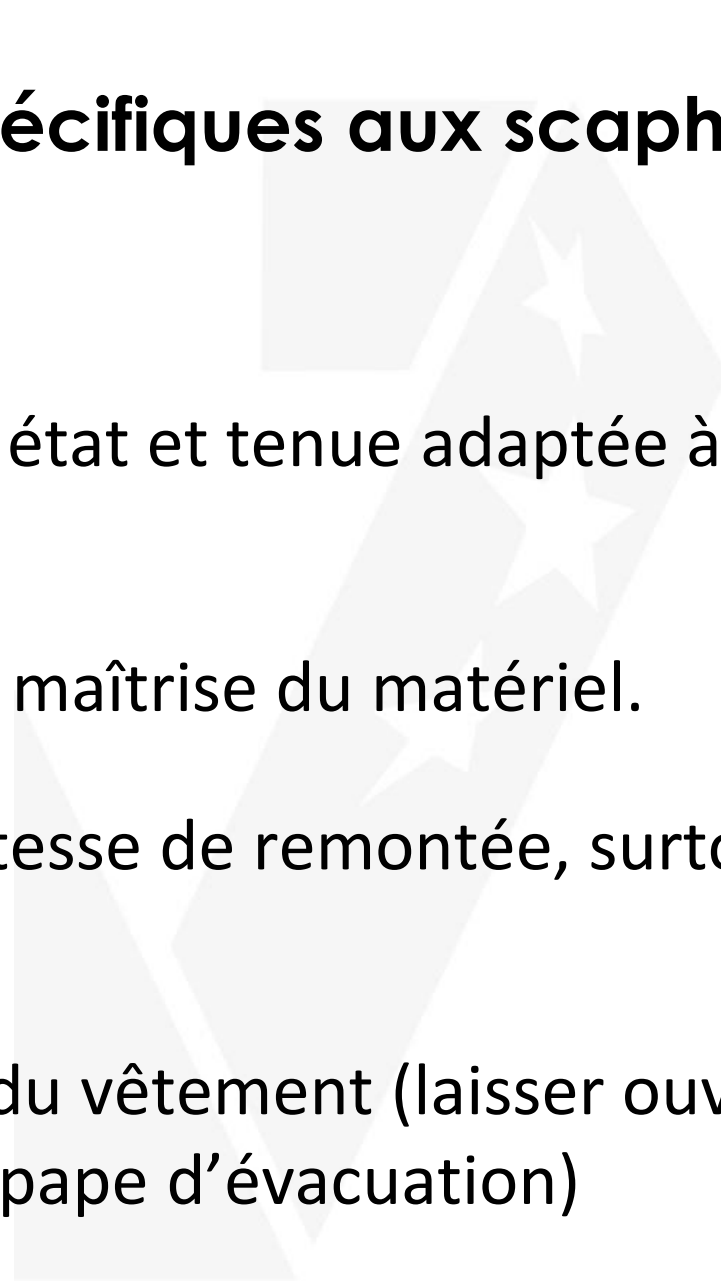 écifiques aux scaph
état et tenue adaptée à
maîtrise du matériel.
tesse de remontée, surto
du vêtement (laisser ouv
pape d’évacuation)